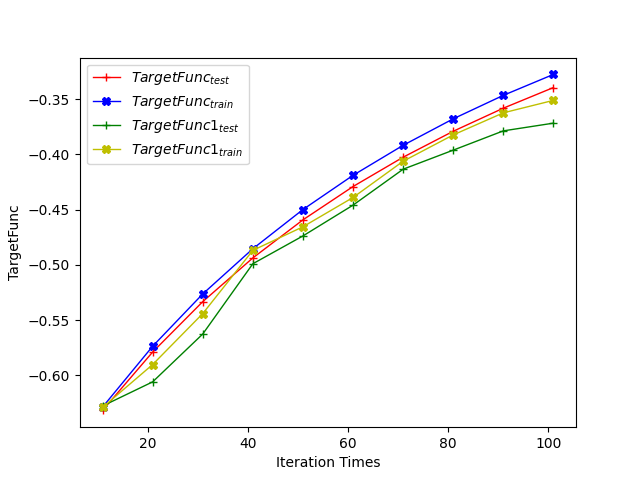 TargetFunc_test
TargetFunc_train
TargetFunc1_test
TargetFunc1_train
−0.35
−0.40
−0.45
−0.50
−0.55
−0.60
TargetFunc
20 40 60 80 100
Iteration Times